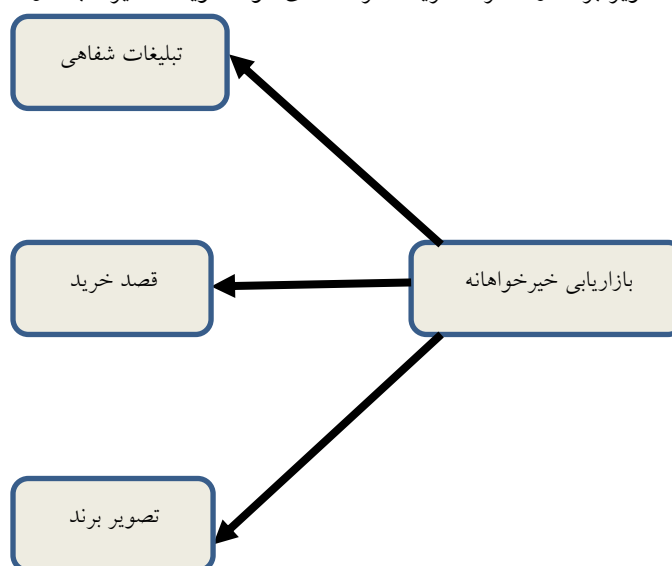 تبلیغات شفاهی
قصد خرید
بازاریابی خیرخواهانه
تصویر برند